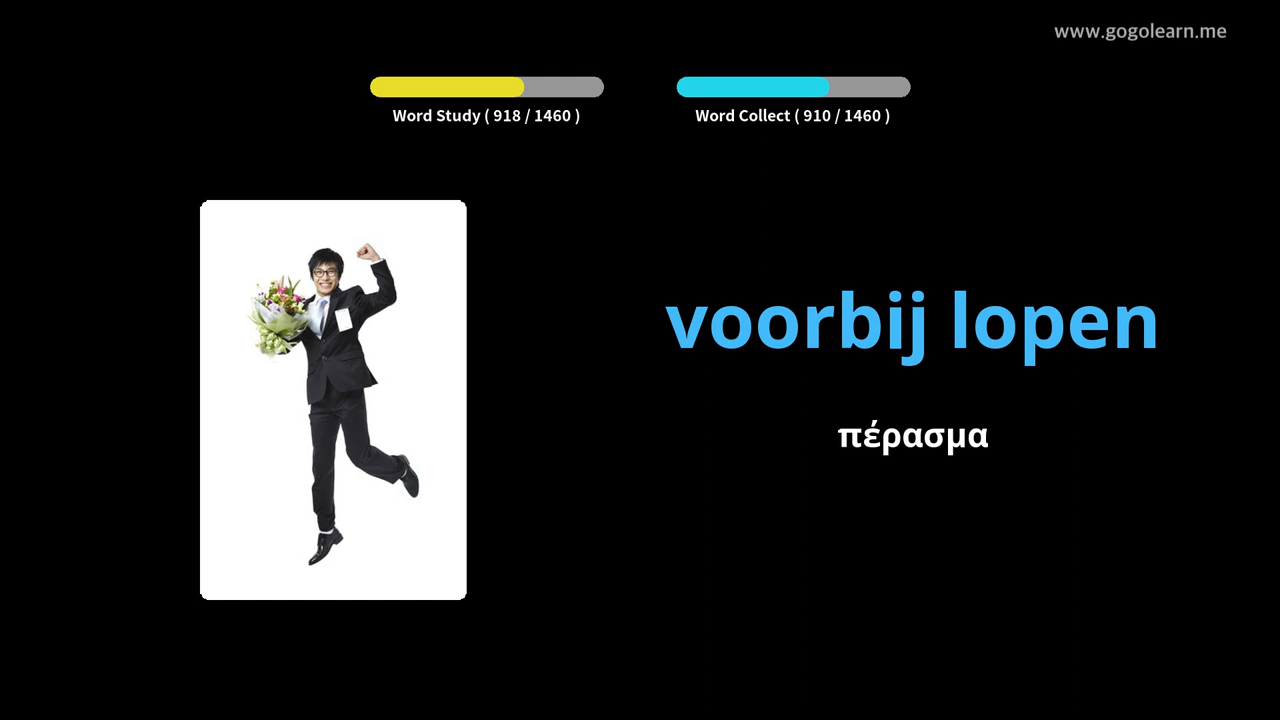 www.gogolearn.me
Word Study ( 918 / 1460 )
Word Collect ( 910 / 1460 )
voorbij lopen
πέρασμα